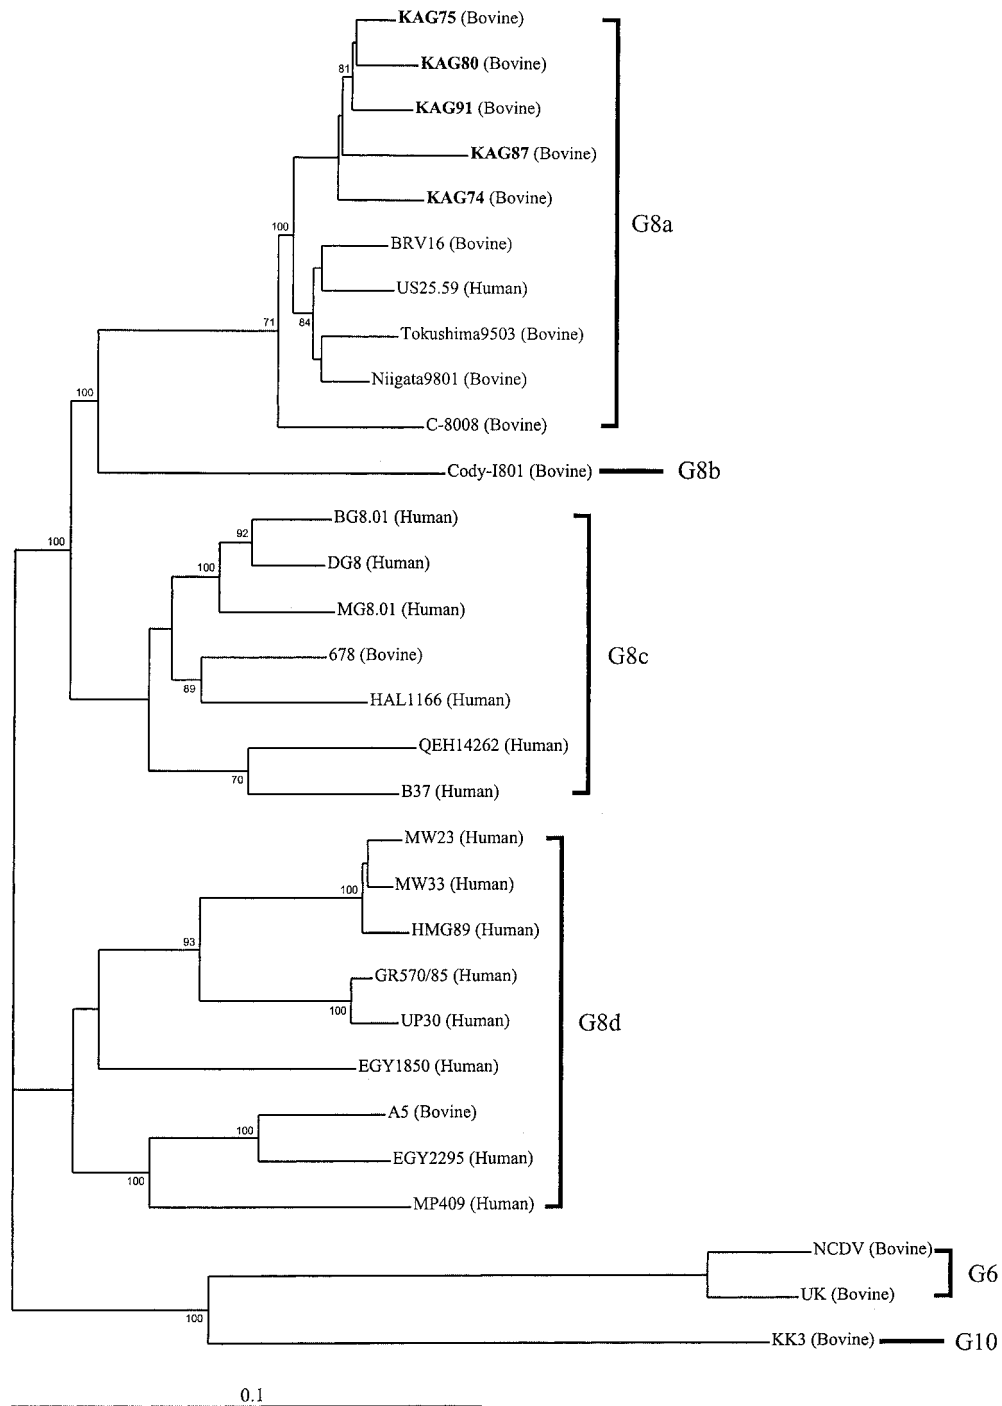 KAG75 (Bovine)
KAG80 (Bovine)
81
KAG91 (Bovine)
KAG87 (Bovine)
KAG74 (Bovine)
G8a
100
BRV16 (Bovine)
US25.59 (Human)
71
84
Tokushima9503 (Bovine)
Niigata9801 (Bovine)
100
C-8008 (Bovine)
Cody-I801 (Bovine)
G8b
BG8.01 (Human)
92
100
DG8 (Human)
100
MG8.01 (Human)
678 (Bovine)
G8c
89
HAL1166 (Human)
QEH14262 (Human)
70
B37 (Human)
MW23 (Human)
100
MW33 (Human)
HMG89 (Human)
93
GR570/85 (Human)
100
UP30 (Human)
G8d
EGY1850 (Human)
A5 (Bovine)
100
EGY2295 (Human)
100
MP409 (Human)
NCDV (Bovine)
G6
UK (Bovine)
100
KK3 (Bovine)
G10
0.1